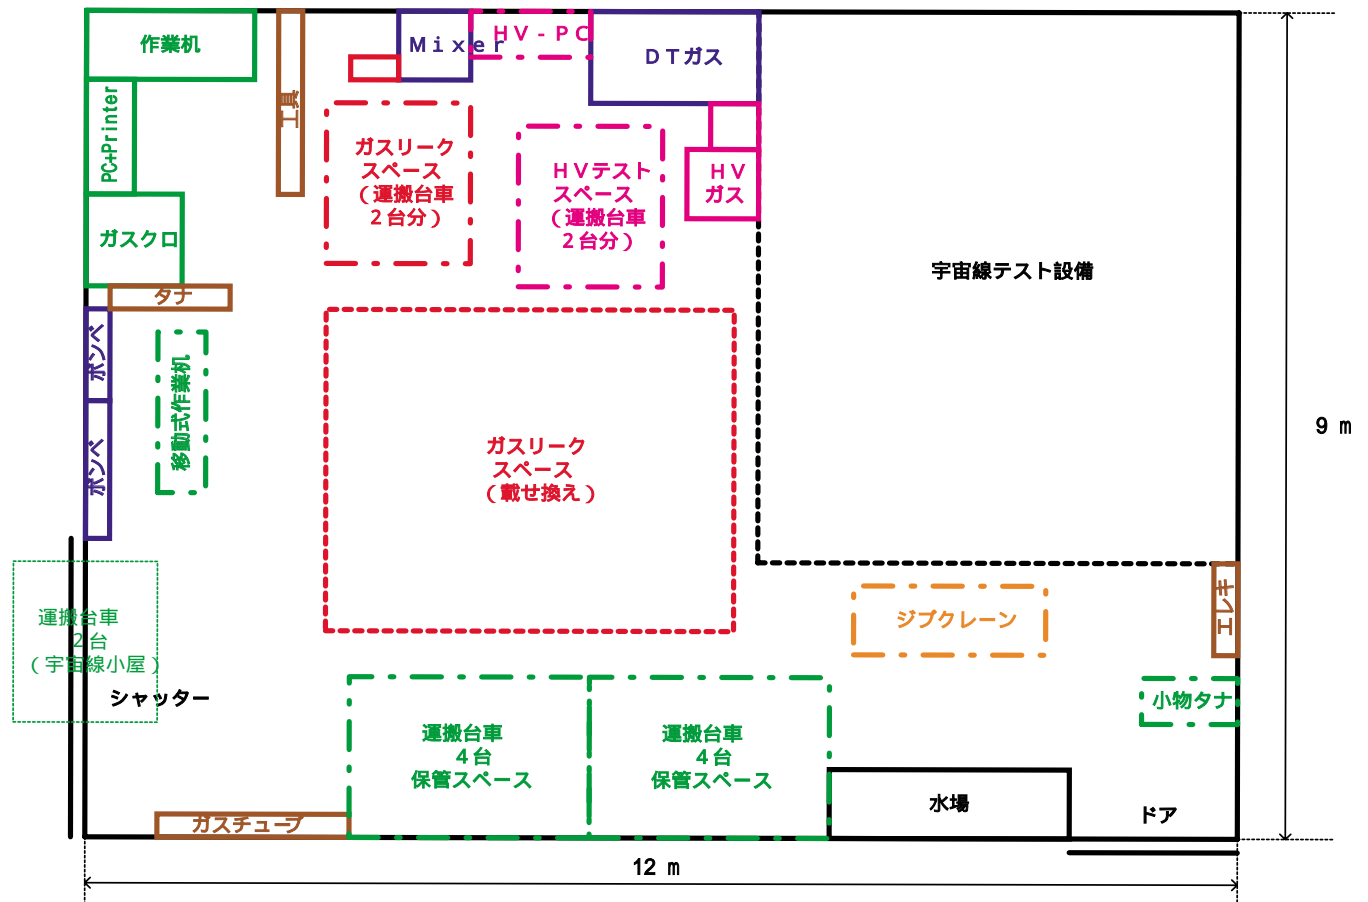 作業机
PC+Printer
ガスクロ
タナ
ボンベ
ボンベ
移動式作業机
工具
Ｍｉｘｅｒ
ＨＶ-ＰＣ
ＤＴガス
ガスリーク
スペース
（運搬台車
２台分）
ＨＶテスト
スペース
（運搬台車
２台分）
ＨＶ
ガス
宇宙線テスト設備
ガスリーク
スペース
（載せ換え）
9 m
運搬台車
２台
（宇宙線小屋）
シャッター
ジブクレーン
エレキ
小物タナ
運搬台車
４台
保管スペース
運搬台車
４台
保管スペース
水場
ドア
ガスチューブ
12 m